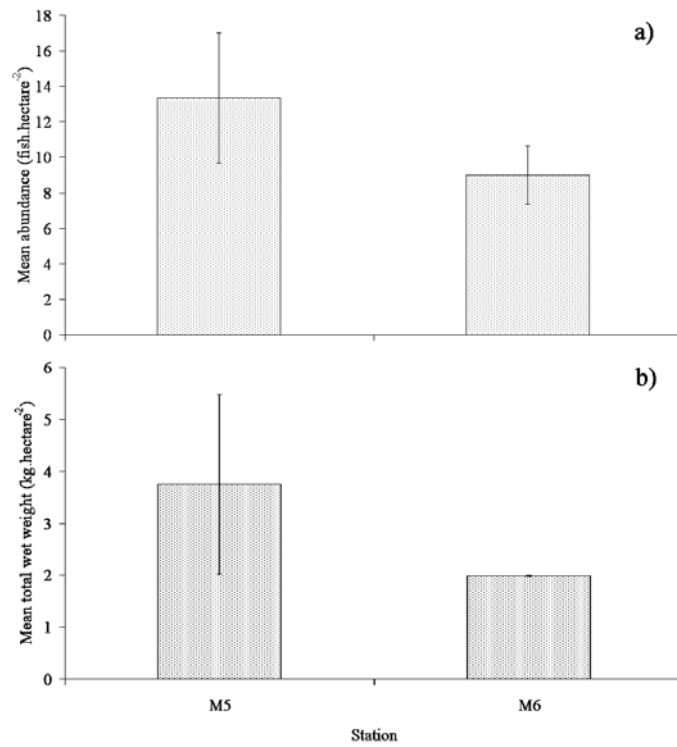 a)
Mean abundance (fish.hectare⁻²)
18
16
14
12
10
8
6
4
2
0
b)
Mean total wet weight (kg.hectare⁻²)
6
5
4
3
2
1
0
M5 M6
Station